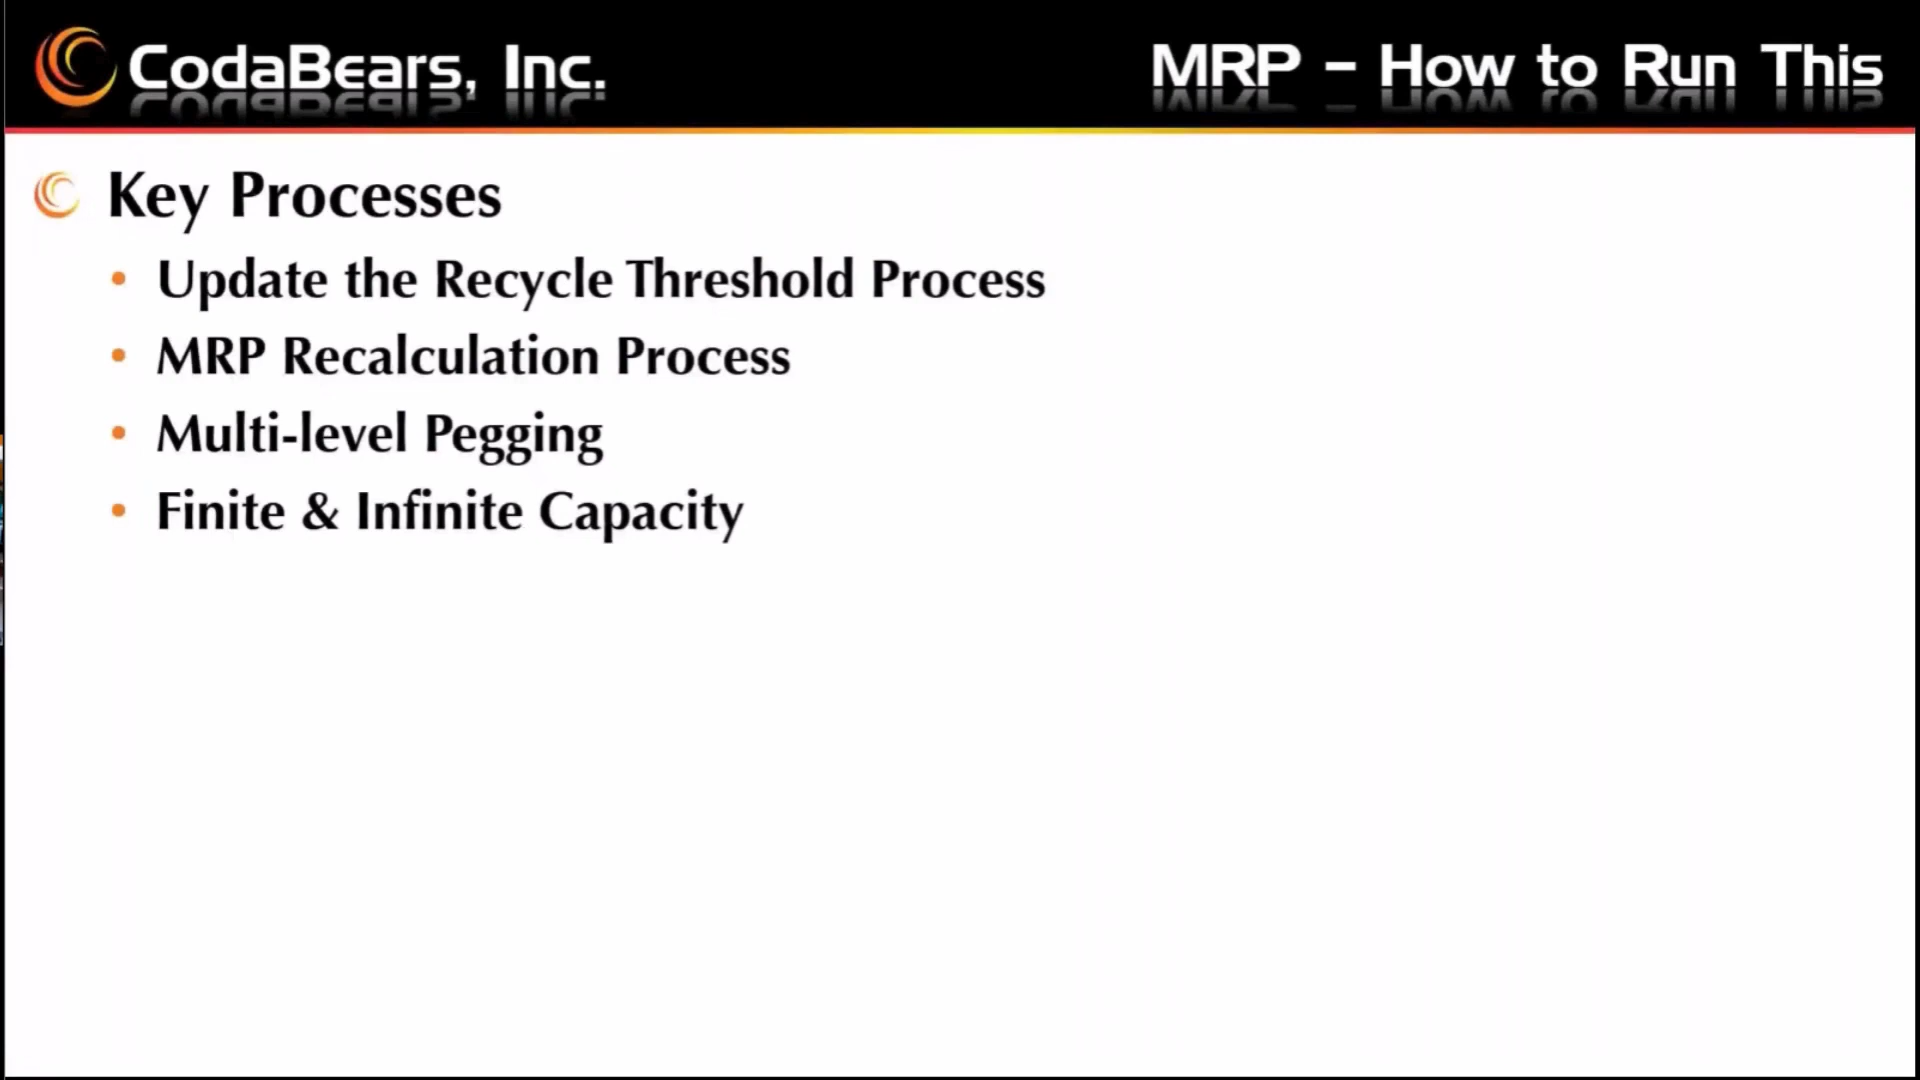 CodaBears, Inc.
MRP - How to Run This
Key Processes
• Update the Recycle Threshold Process
• MRP Recalculation Process
• Multi-level Pegging
• Finite & Infinite Capacity